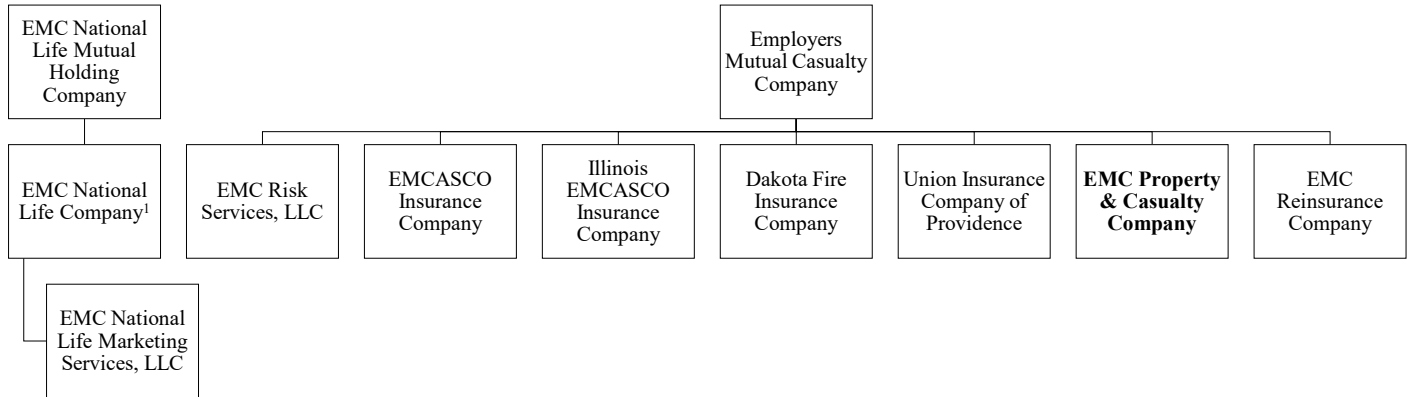 EMC National
Life Mutual
Holding
Company
Employers
Mutual Casualty
Company
EMC National
Life Company¹
EMC Risk
Services, LLC
EMCASCO
Insurance
Company
Illinois
EMCASCO
Insurance
Company
Dakota Fire
Insurance
Company
Union Insurance
Company of
Providence
EMC Property
& Casualty
Company
EMC
Reinsurance
Company
EMC National
Life Marketing
Services, LLC